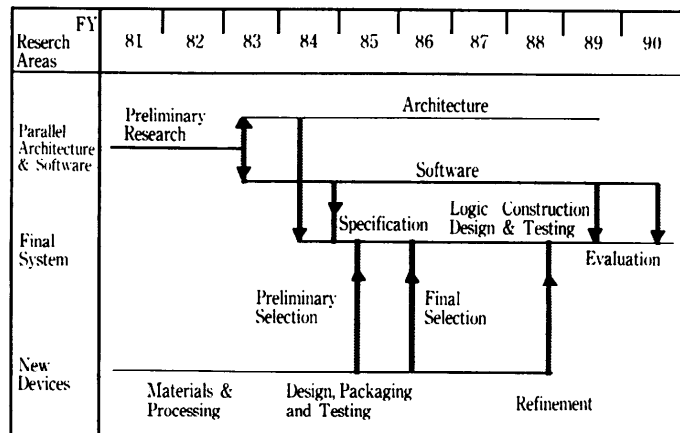 FY
Reserch
Areas
81 82 83 84 85 86 87 88 89 90
Parallel
Architecture
& Software
Preliminary
Research
Architecture
Software
Final
System
Specification
Logic Construction
Design & Testing
Evaluation
Preliminary
Selection
Final
Selection
New
Devices
Materials &
Processing
Design, Packaging
and Testing
Refinement